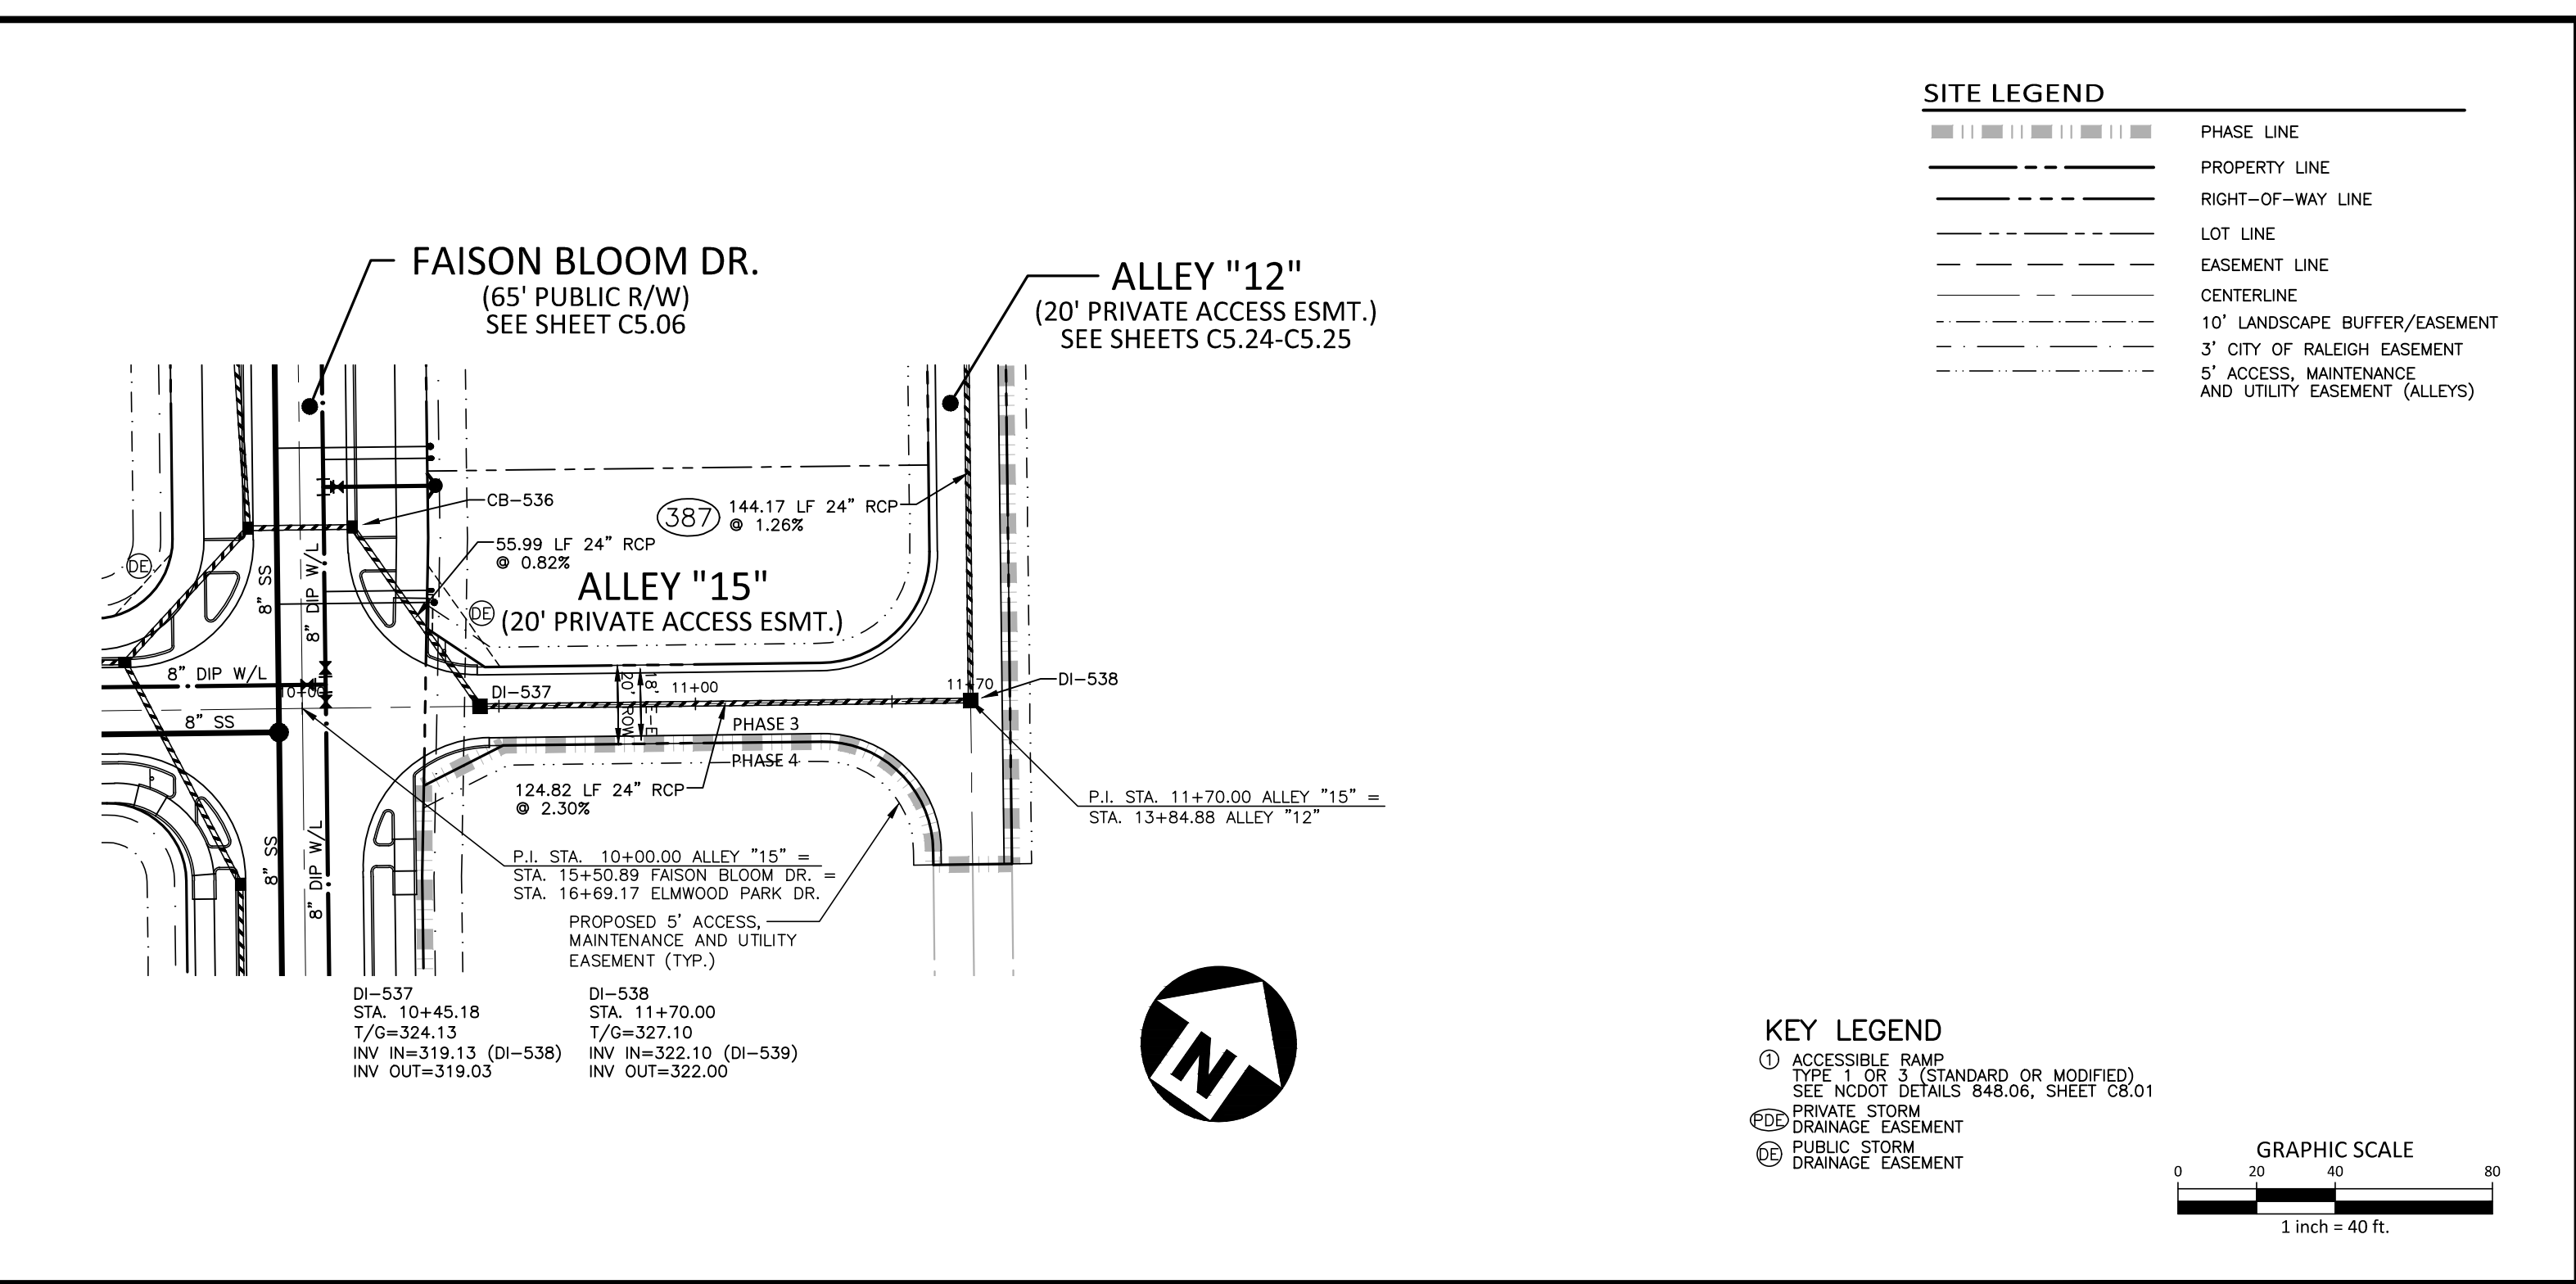 SITE LEGEND
PHASE LINE
PROPERTY LINE
RIGHT-OF-WAY LINE
LOT LINE
EASEMENT LINE
CENTERLINE
10' LANDSCAPE BUFFER/EASEMENT
3' CITY OF RALEIGH EASEMENT
5' ACCESS, MAINTENANCE
AND UTILITY EASEMENT (ALLEYS)
FAISON BLOOM DR.
(65' PUBLIC R/W)
SEE SHEET C5.06
ALLEY "12"
(20' PRIVATE ACCESS ESMT.)
SEE SHEETS C5.24-C5.25
CB-536
387
144.17 LF 24" RCP
@ 1.26%
55.99 LF 24" RCP
@ 0.82%
DE
8" SS
8" DIP W/L
ALLEY "15"
DE
(20' PRIVATE ACCESS ESMT.)
8" DIP W/L
10+00
DI-537
20' ROW
18' E-E
11+00
11+70
DI-538
8" SS
PHASE 3
PHASE 4
124.82 LF 24" RCP
@ 2.30%
P.I. STA. 11+70.00 ALLEY "15" =
STA. 13+84.88 ALLEY "12"
8" SS
8" DIP W/L
P.I. STA. 10+00.00 ALLEY "15" =
STA. 15+50.89 FAISON BLOOM DR. =
STA. 16+69.17 ELMWOOD PARK DR.
PROPOSED 5' ACCESS,
MAINTENANCE AND UTILITY
EASEMENT (TYP.)
DI-537
STA. 10+45.18
T/G=324.13
INV IN=319.13 (DI-538)
INV OUT=319.03
DI-538
STA. 11+70.00
T/G=327.10
INV IN=322.10 (DI-539)
INV OUT=322.00
N
KEY LEGEND
1 ACCESSIBLE RAMP
TYPE 1 OR 3 (STANDARD OR MODIFIED)
SEE NCDOT DETAILS 848.06, SHEET C8.01
PDE PRIVATE STORM
DRAINAGE EASEMENT
DE PUBLIC STORM
DRAINAGE EASEMENT
GRAPHIC SCALE
0 20 40 80
1 inch = 40 ft.